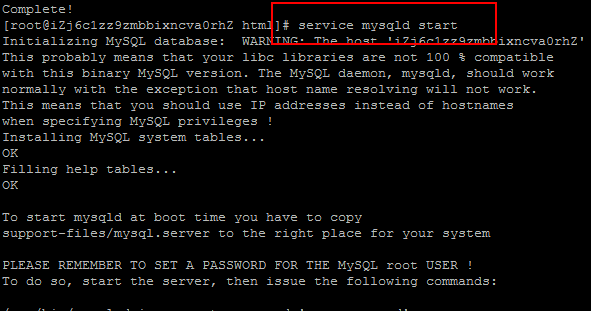 Complete!
[root@iZj6c1zz9zmbbixncva0rhZ html]# service mysqld start
Initializing MySQL database:  WARNING: The host 'iZj6c1zz9zmbbixncva0rhZ'
This probably means that your libc libraries are not 100 % compatible
with this binary MySQL version. The MySQL daemon, mysqld, should work
normally with the exception that host name resolving will not work.
This means that you should use IP addresses instead of hostnames
when specifying MySQL privileges !
Installing MySQL system tables...
OK
Filling help tables...
OK
To start mysqld at boot time you have to copy
support-files/mysql.server to the right place for your system
PLEASE REMEMBER TO SET A PASSWORD FOR THE MySQL root USER !
To do so, start the server, then issue the following commands: